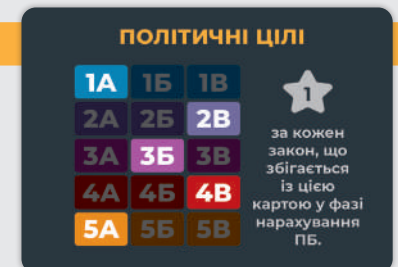 ПОЛІТИЧНІ ЦІЛІ
1А 1Б 1В
2А 2Б 2В
3А 3Б 3В
4А 4Б 4В
5А 5Б 5В
1
за кожен
закон, що
збігається
із цією
картою у фазі
нарахування
ПБ.